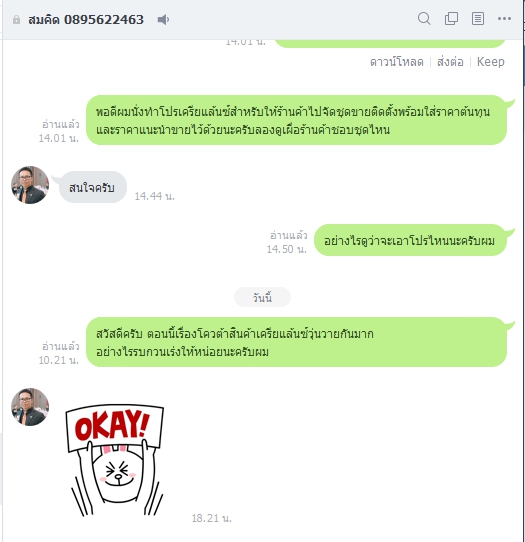 สมคิด 0895622463
14.01 น.
ดาวน์โหลด | ส่งต่อ | Keep
พอดีผมนั่งทำโปรเครียลันซ์สำหรับให้ร้านค้าไปจัดชุดขายติดตั้งพร้อมใส่ราคาต้นทุน
และราคาแนะนำขายไว้ด้วยนะครับลองดูเผื่อร้านค้าชอบชุดไหน
อ่านแล้ว
14.01 น.
สนใจครับ
14.44 น.
อย่างไรดูว่าจะเอาโปรไหนนะครับผม
อ่านแล้ว
14.50 น.
วันนี้
สวัสดีครับ ตอนนี้เรื่องโควต้าสินค้าเครียลันซ์วุ่นวายกันมาก
อย่างไรรบกวนเร่งให้หน่อยนะครับผม
อ่านแล้ว
10.21 น.
OKAY!
18.21 น.